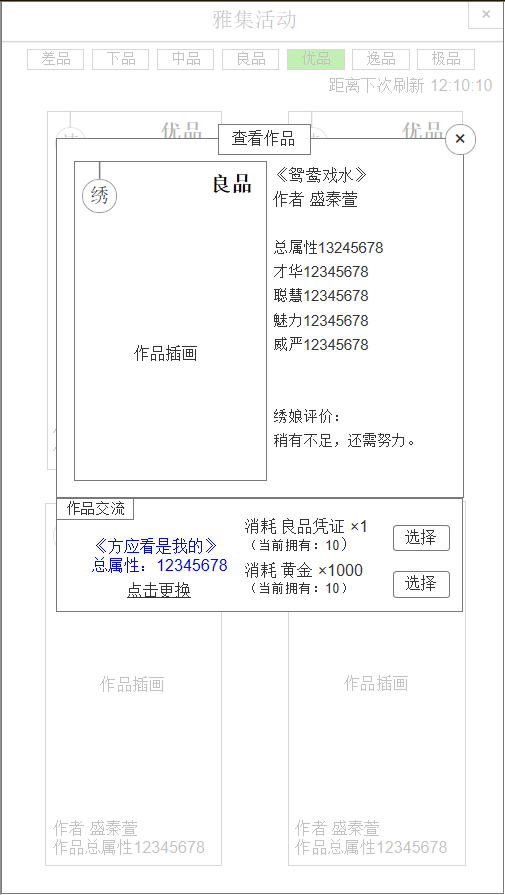 雅集活动
×
差品 下品 中品 良品 优品 逸品 极品
距离下次刷新 12:10:10
优品 优品
查看作品
×
绣
良品
作品插画
《鸳鸯戏水》
作者 盛秦萱
总属性13245678
才华12345678
聪慧12345678
魅力12345678
威严12345678
绣娘评价：
稍有不足，还需努力。
作品交流
《方应看是我的》
总属性：12345678
点击更换
消耗 良品凭证 ×1
（当前拥有：10）
选择
消耗 黄金 ×1000
（当前拥有：10）
选择
作品插画
作者 盛秦萱
作品总属性12345678
作品插画
作者 盛秦萱
作品总属性12345678